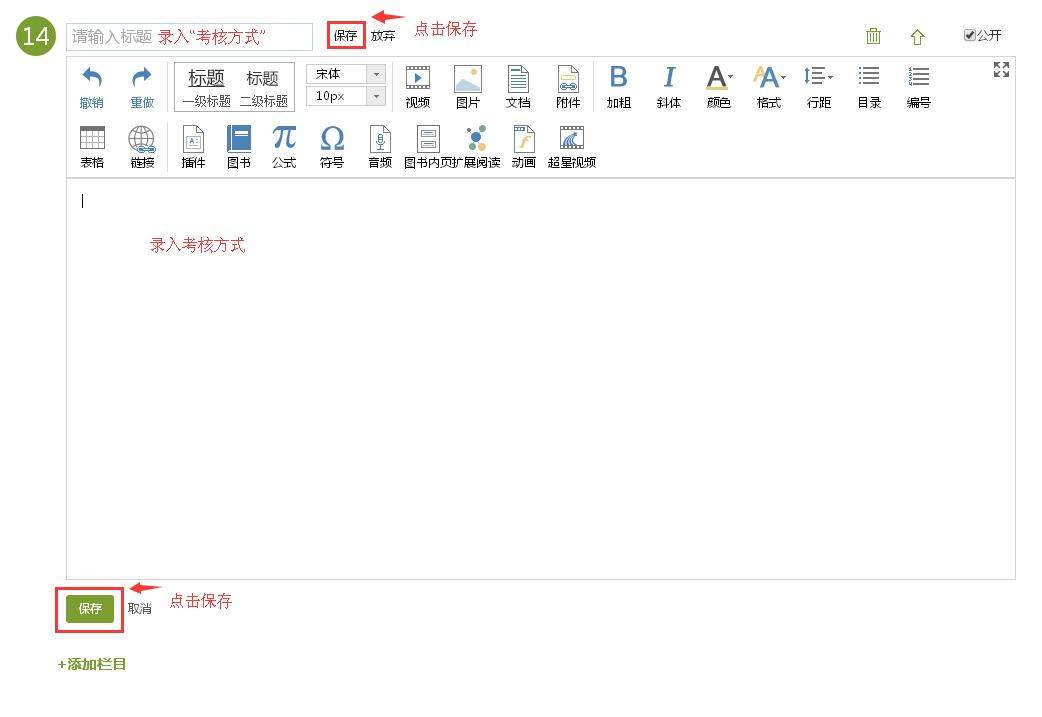 14 请输入标题 录入“考核方式” 保存 放弃 点击保存 公开
撤销 重做 标题 一级标题 标题 二级标题 宋体 10px 视频 图片 文档 附件 B 加粗 I 斜体 A 颜色 AA 格式 行距 目录 编号
表格 链接 插件 图书 π 公式 Ω 符号 音频 图书内页 扩展阅读 动画 超星视频
录入考核方式
保存 取消 点击保存
+添加栏目